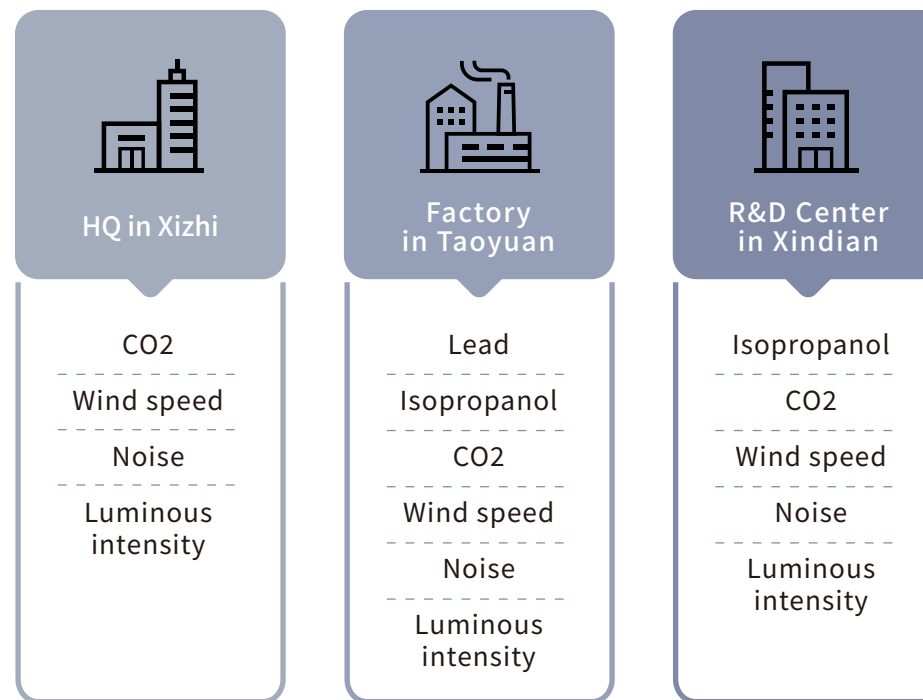 HQ in Xizhi
CO2
Wind speed
Noise
Luminous
intensity
Factory
in Taoyuan
Lead
Isopropanol
CO2
Wind speed
Noise
Luminous
intensity
R&D Center
in Xindian
Isopropanol
CO2
Wind speed
Noise
Luminous
intensity